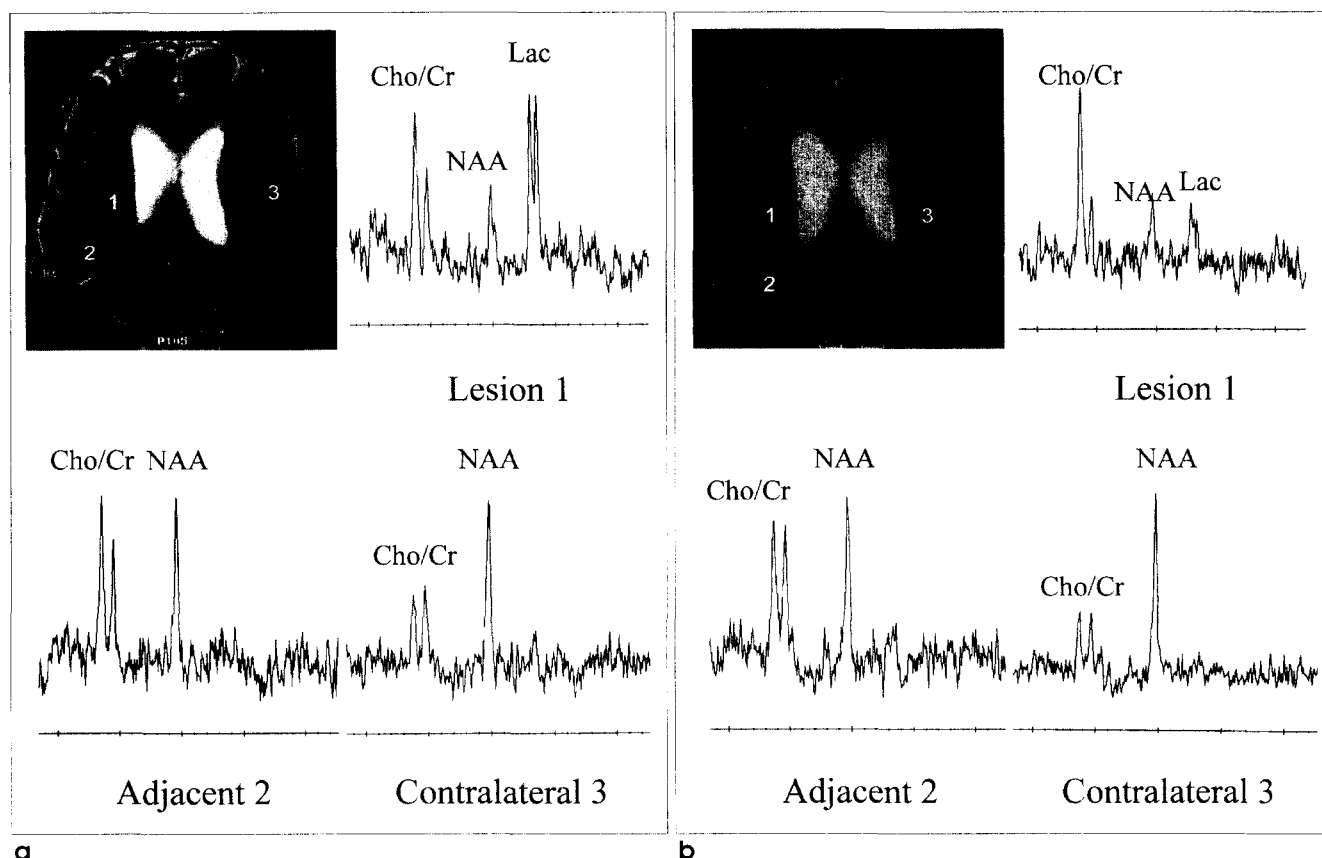 Lac
Cho/Cr
NAA
1
3
2
P105
Lesion 1
Cho/Cr NAA
NAA
Cho/Cr
Adjacent 2
Contralateral 3
a
Cho/Cr
NAA Lac
1
3
2
Lesion 1
NAA
NAA
Cho/Cr
Cho/Cr
Adjacent 2
Contralateral 3
b